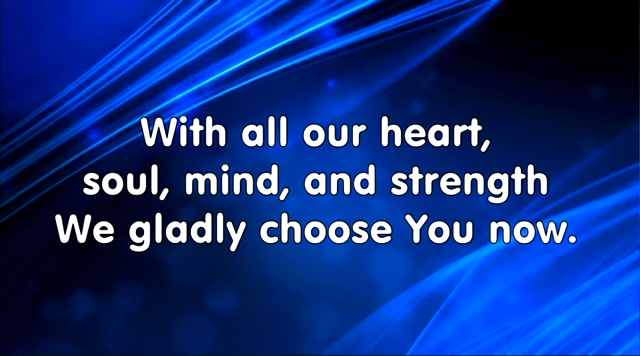 With all our heart,
soul, mind, and strength
We gladly choose You now.